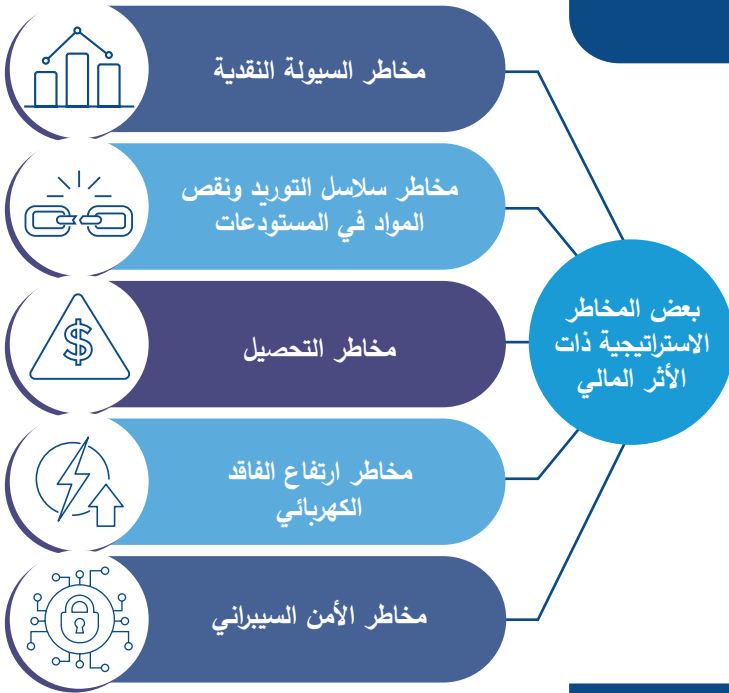 بعض المخاطر
الاستراتيجية ذات
الأثر المالي
مخاطر السيولة النقدية
مخاطر سلاسل التوريد ونقص
المواد في المستودعات
مخاطر التحصيل
مخاطر ارتفاع الفاقد
الكهربائي
مخاطر الأمن السيبراني
$